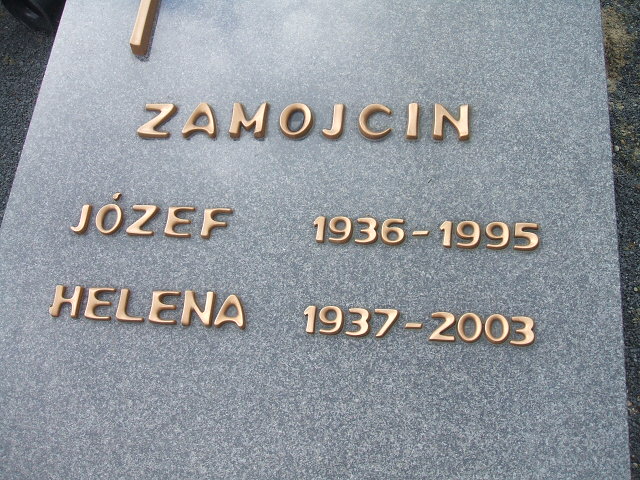 ZAMOJCIN
JÓZEF 1936-1995
HELENA 1937-2003